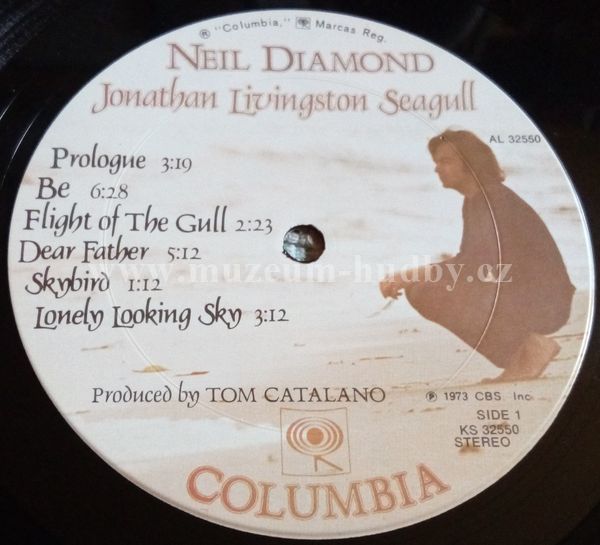 ® "Columbia," Marcas Reg.
NEIL DIAMOND
Jonathan Livingston Seagull
AL 32550
Prologue 3:19
Be 6:28
Flight of The Gull 2:23
Dear Father 5:12
www.muzeum-hudby.cz
Skybird 1:12
Lonely Looking Sky 3:12
Produced by TOM CATALANO
℗ 1973 CBS Inc.
SIDE 1
KS 32550
STEREO
COLUMBIA